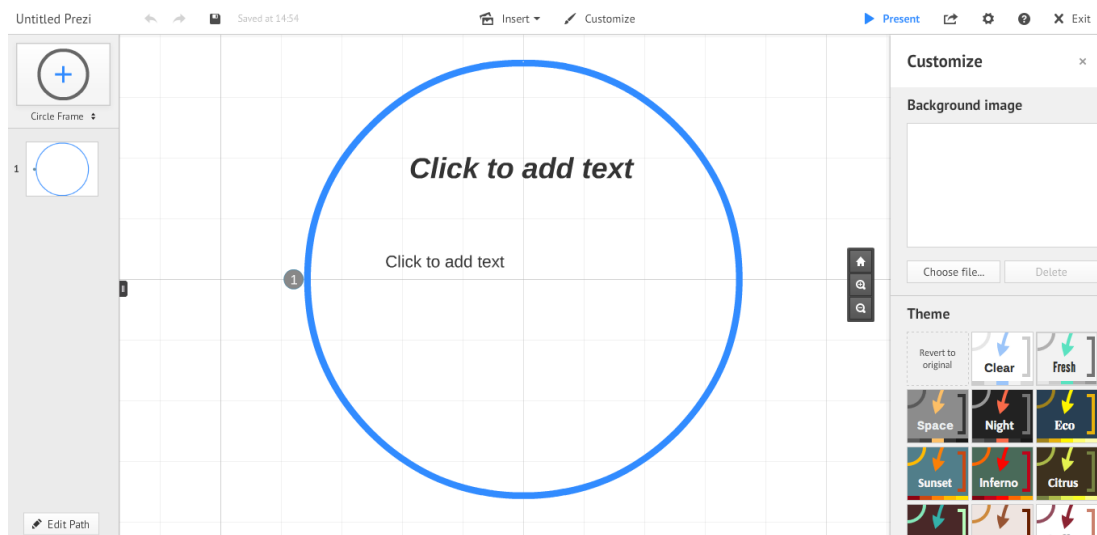 Untitled Prezi
Saved at 14:54
Insert
Customize
Present
Exit
Circle Frame
1
Edit Path
Click to add text
Click to add text
1
Customize
×
Background image
Choose file...
Delete
Theme
Revert to
original
Clear
Fresh
Space
Night
Eco
Sunset
Inferno
Citrus